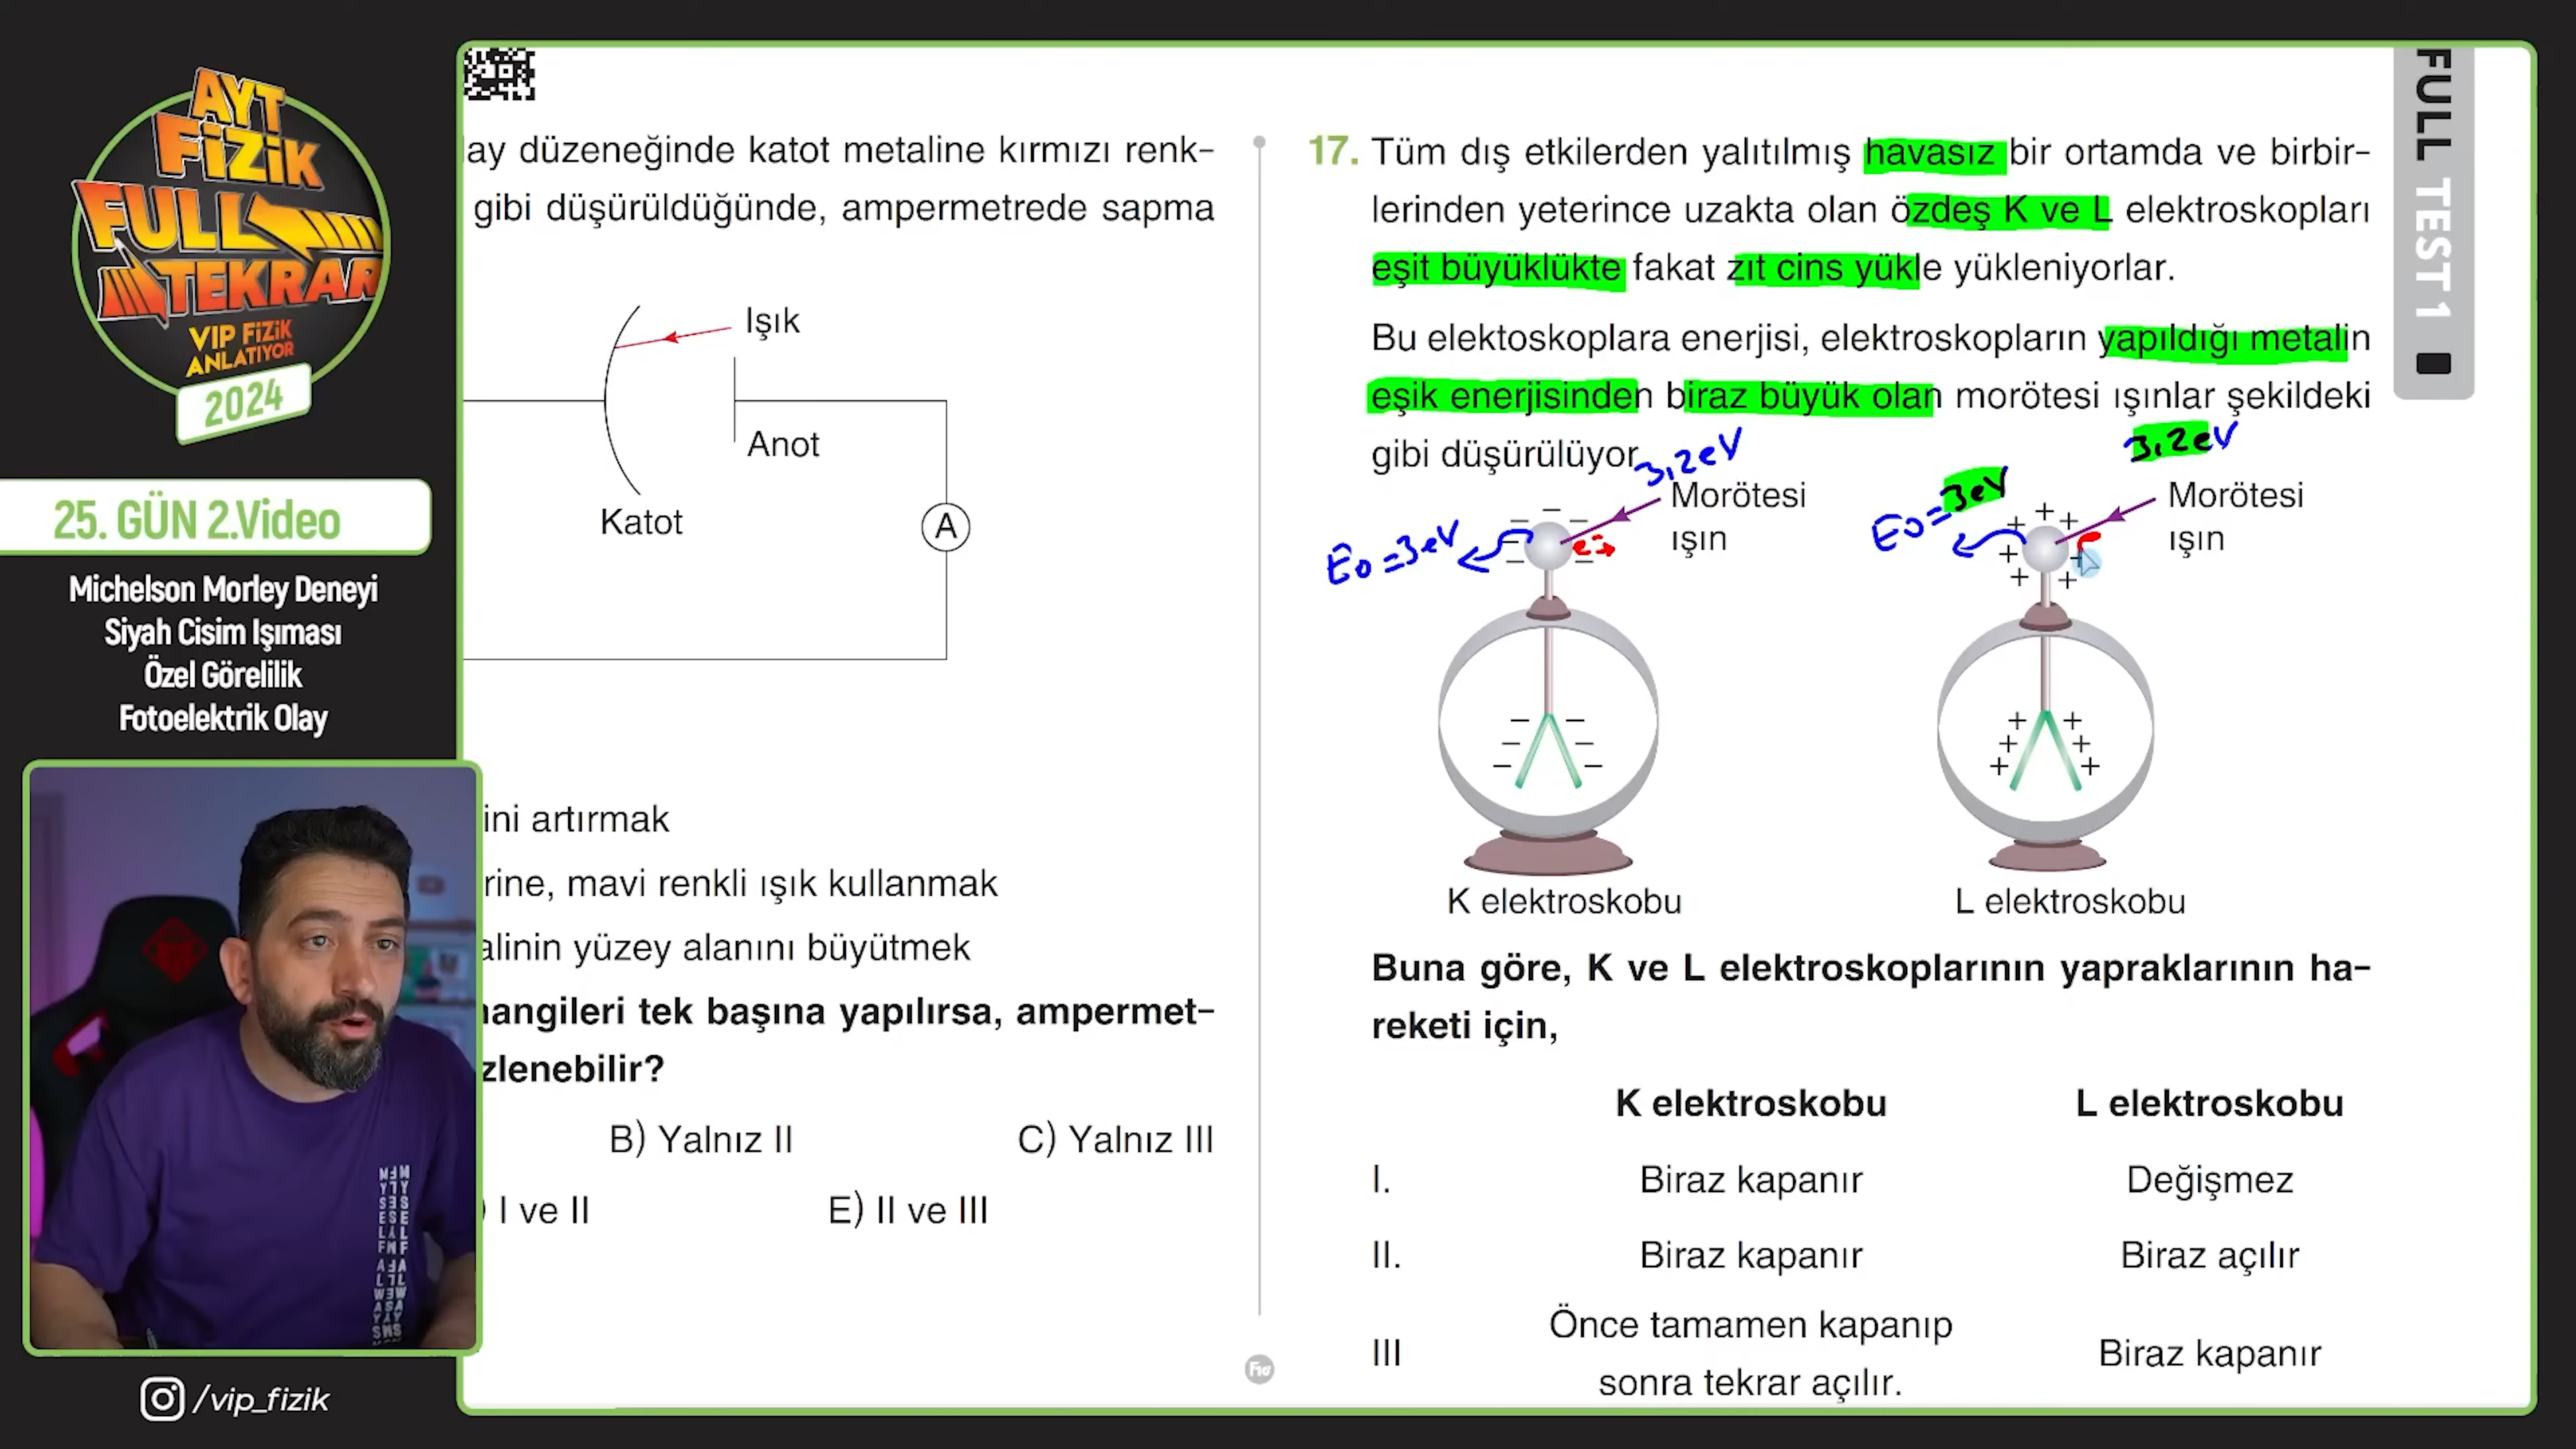 AYT
FiZiK
FULL
TEKRAR
VIP FiZiK
ANLATIYOR
2024
25. GÜN 2.Video
Michelson Morley Deneyi
Siyah Cisim Işıması
Özel Görelilik
Fotoelektrik Olay
/vip_fizik
ay düzeneğinde katot metaline kırmızı renk–
gibi düşürüldüğünde, ampermetrede sapma
Işık
Anot
Katot
A
ini artırmak
rine, mavi renkli ışık kullanmak
alinin yüzey alanını büyütmek
hangileri tek başına yapılırsa, ampermet–
zlenebilir?
B) Yalnız II
C) Yalnız III
) I ve II
E) II ve III
17. Tüm dış etkilerden yalıtılmış havasız bir ortamda ve birbir–
lerinden yeterince uzakta olan özdeş K ve L elektroskopları
eşit büyüklükte fakat zıt cins yükle yükleniyorlar.
Bu elektoskoplara enerjisi, elektroskopların yapıldığı metalin
eşik enerjisinden biraz büyük olan morötesi ışınlar şekildeki
gibi düşürülüyor.
3,2eV
Morötesi
ışın
E0=3eV
e-
3,2eV
E0=3eV
Morötesi
ışın
K elektroskobu
L elektroskobu
Buna göre, K ve L elektroskoplarının yapraklarının ha–
reketi için,
K elektroskobu L elektroskobu
I. Biraz kapanır Değişmez
II. Biraz kapanır Biraz açılır
III Önce tamamen kapanıp
sonra tekrar açılır. Biraz kapanır
FULL TEST 1